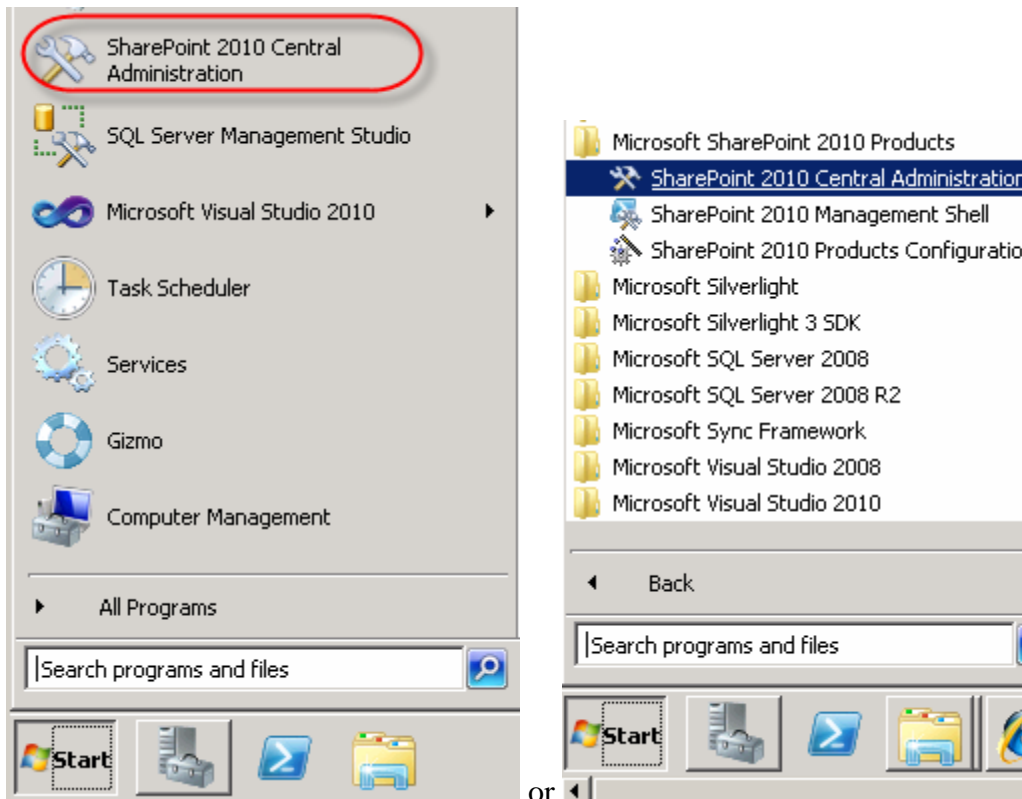 SharePoint 2010 Central
Administration
SQL Server Management Studio
Microsoft Visual Studio 2010
Task Scheduler
Services
Gizmo
Computer Management
All Programs
Search programs and files
Start
or
Microsoft SharePoint 2010 Products
SharePoint 2010 Central Administration
SharePoint 2010 Management Shell
SharePoint 2010 Products Configuratio
Microsoft Silverlight
Microsoft Silverlight 3 SDK
Microsoft SQL Server 2008
Microsoft SQL Server 2008 R2
Microsoft Sync Framework
Microsoft Visual Studio 2008
Microsoft Visual Studio 2010
Back
Search programs and files
Start